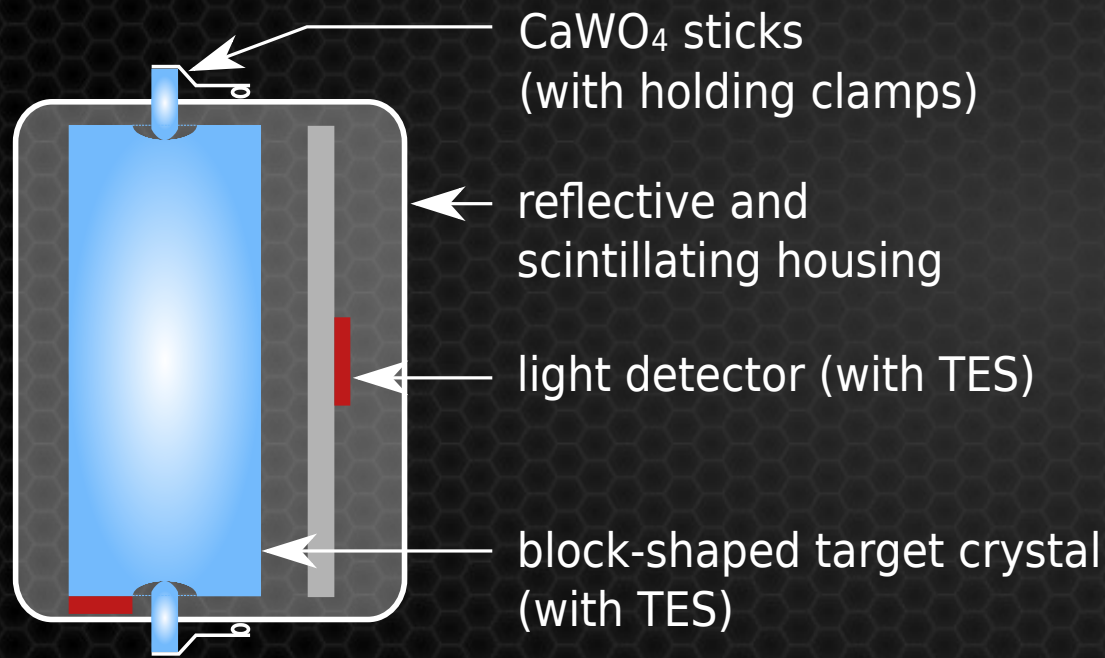 CaWO₄ sticks
(with holding clamps)
reflective and
scintillating housing
light detector (with TES)
block-shaped target crystal
(with TES)